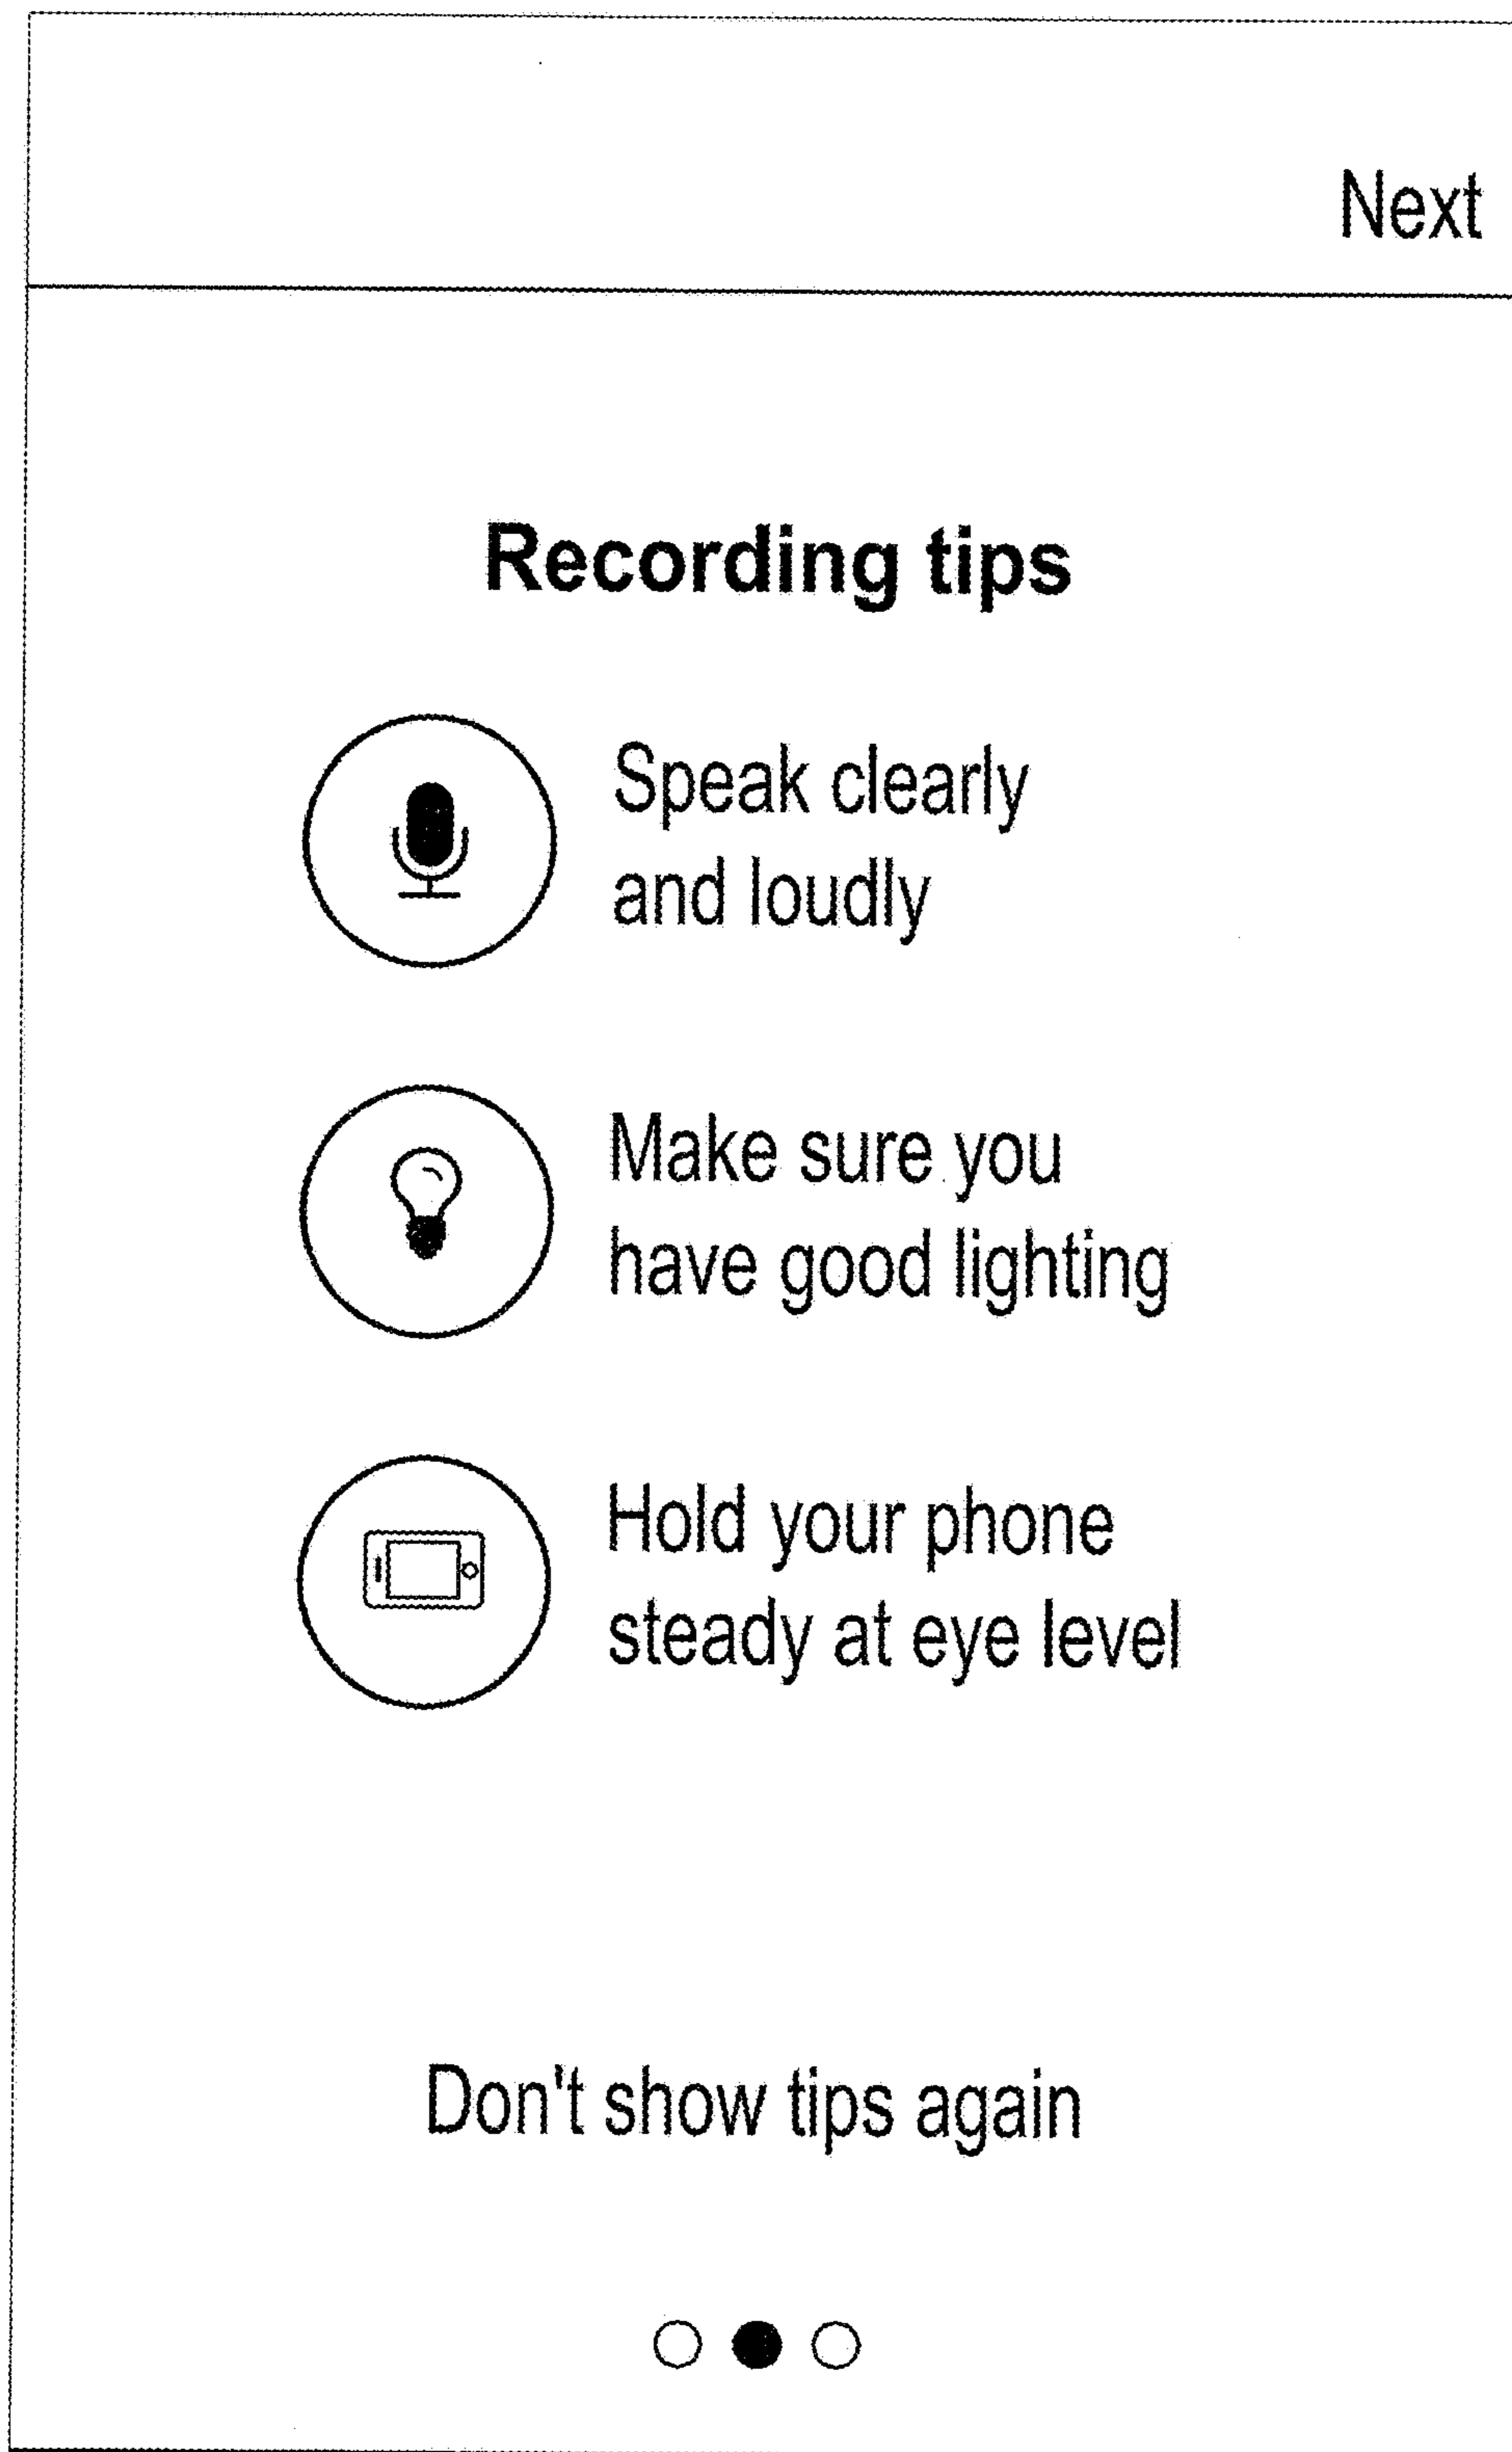 Next
Recording tips
Speak clearly
and loudly
Make sure you
have good lighting
Hold your phone
steady at eye level
Don't show tips again